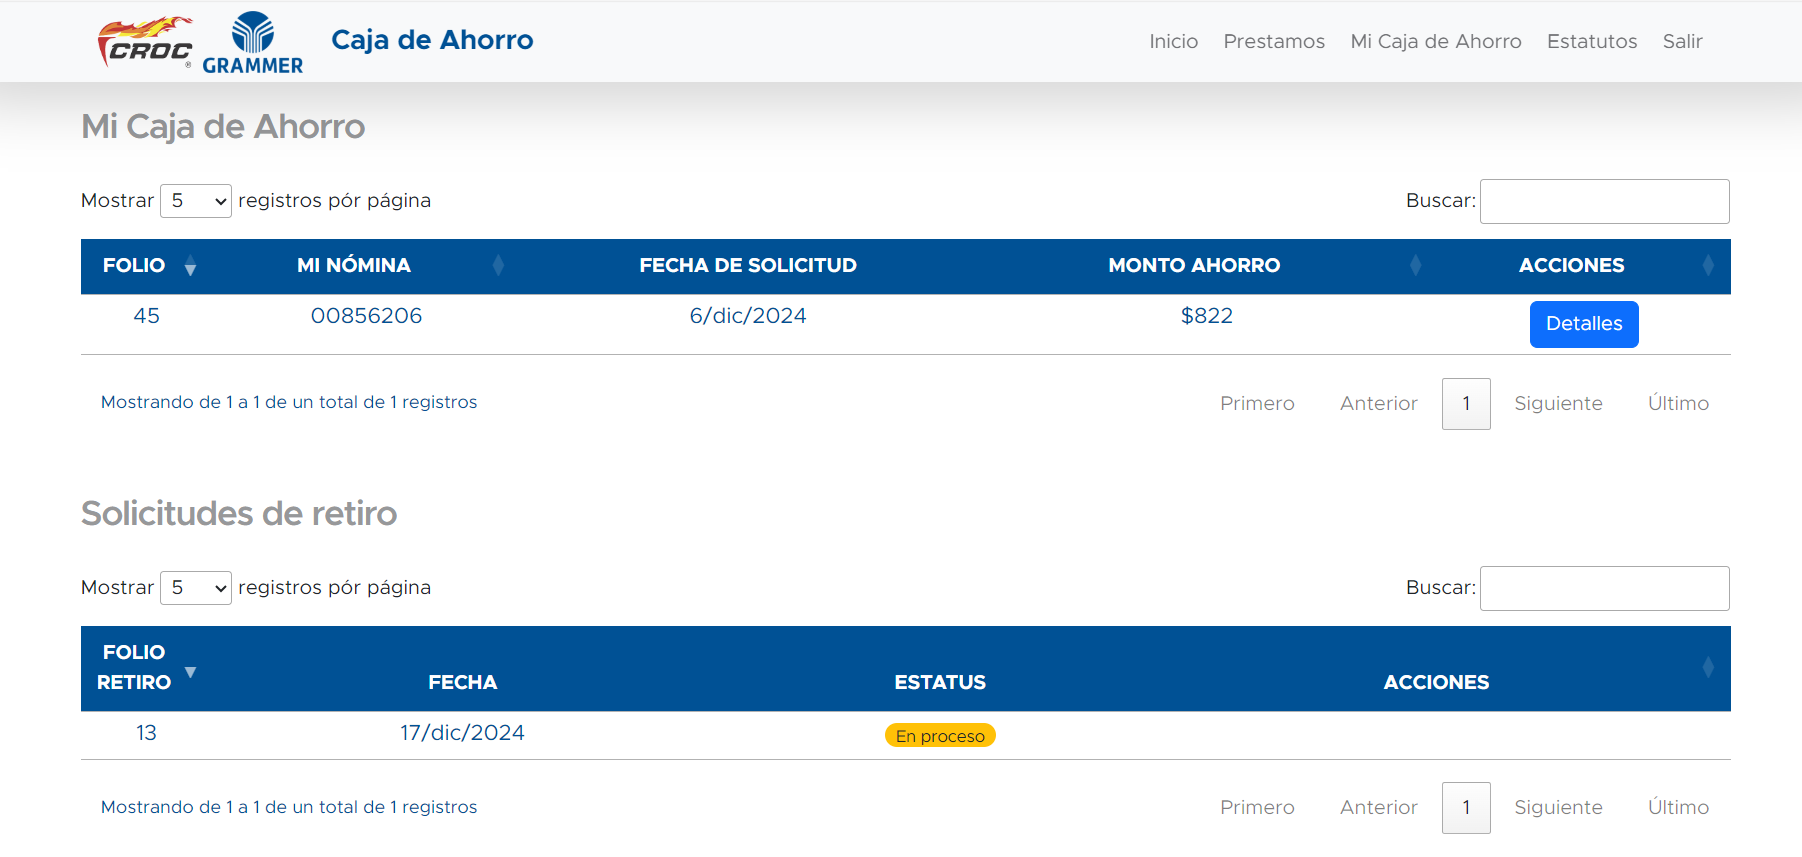 CROC
®
GRAMMER
Caja de Ahorro
Inicio Prestamos Mi Caja de Ahorro Estatutos Salir
Mi Caja de Ahorro
Mostrar 5 registros pór página Buscar:
FOLIO MI NÓMINA FECHA DE SOLICITUD MONTO AHORRO ACCIONES
45 00856206 6/dic/2024 $822 Detalles
Mostrando de 1 a 1 de un total de 1 registros Primero Anterior 1 Siguiente Último
Solicitudes de retiro
Mostrar 5 registros pór página Buscar:
FOLIO
RETIRO FECHA ESTATUS ACCIONES
13 17/dic/2024 En proceso
Mostrando de 1 a 1 de un total de 1 registros Primero Anterior 1 Siguiente Último